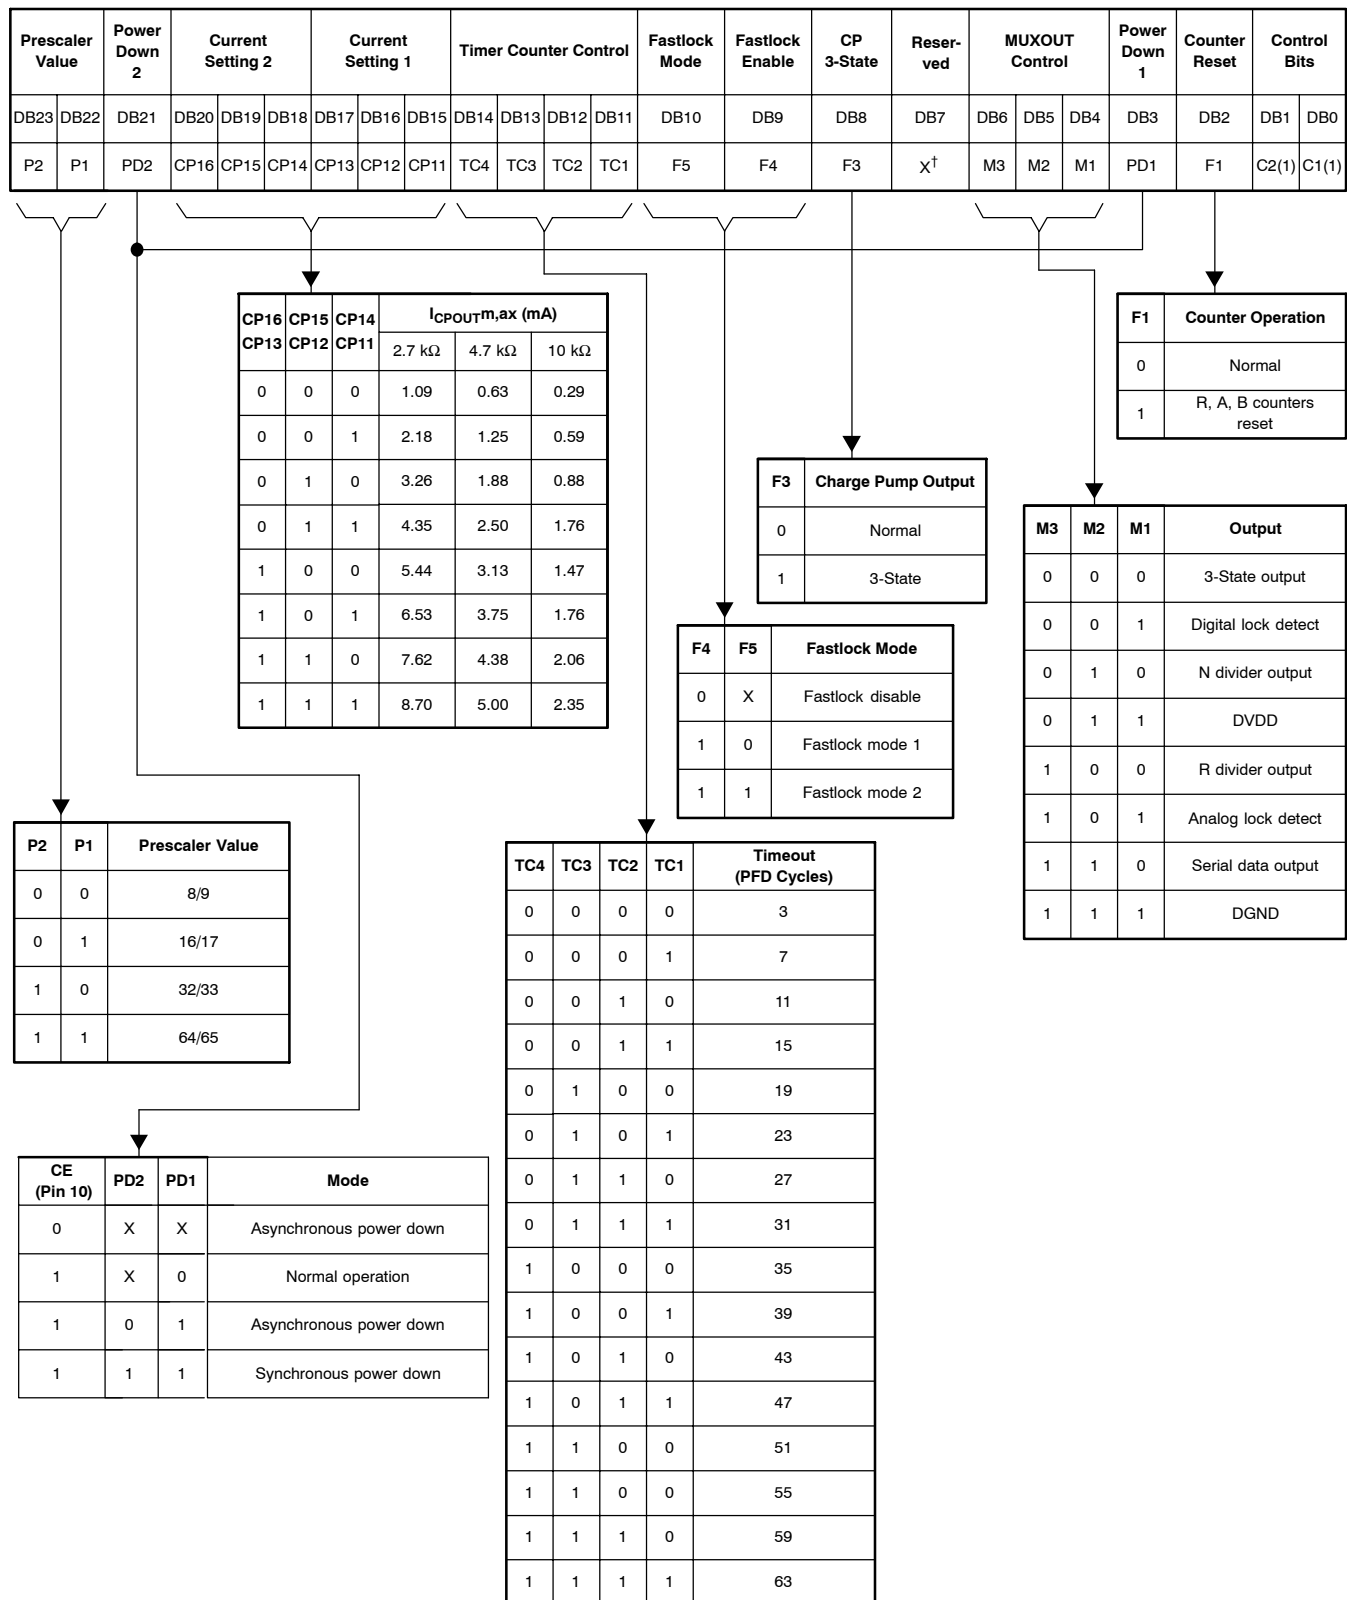 Prescaler Value | Power Down 2 | Current Setting 2 | Current Setting 1 | Timer Counter Control | Fastlock Mode | Fastlock Enable | CP 3-State | Reser-ved | MUXOUT Control | Power Down 1 | Counter Reset | Control Bits
DB23 DB22 DB21 DB20 DB19 DB18 DB17 DB16 DB15 DB14 DB13 DB12 DB11 DB10 DB9 DB8 DB7 DB6 DB5 DB4 DB3 DB2 DB1 DB0
P2 P1 PD2 CP16 CP15 CP14 CP13 CP12 CP11 TC4 TC3 TC2 TC1 F5 F4 F3 X† M3 M2 M1 PD1 F1 C2(1) C1(1)
CP16 CP15 CP14 ICPOUTm,ax (mA)
CP13 CP12 CP11 2.7 kΩ 4.7 kΩ 10 kΩ
0 0 0 1.09 0.63 0.29
0 0 1 2.18 1.25 0.59
0 1 0 3.26 1.88 0.88
0 1 1 4.35 2.50 1.76
1 0 0 5.44 3.13 1.47
1 0 1 6.53 3.75 1.76
1 1 0 7.62 4.38 2.06
1 1 1 8.70 5.00 2.35
F1 Counter Operation
0 Normal
1 R, A, B counters reset
F3 Charge Pump Output
0 Normal
1 3-State
M3 M2 M1 Output
0 0 0 3-State output
0 0 1 Digital lock detect
0 1 0 N divider output
0 1 1 DVDD
1 0 0 R divider output
1 0 1 Analog lock detect
1 1 0 Serial data output
1 1 1 DGND
F4 F5 Fastlock Mode
0 X Fastlock disable
1 0 Fastlock mode 1
1 1 Fastlock mode 2
P2 P1 Prescaler Value
0 0 8/9
0 1 16/17
1 0 32/33
1 1 64/65
TC4 TC3 TC2 TC1 Timeout (PFD Cycles)
0 0 0 0 3
0 0 0 1 7
0 0 1 0 11
0 0 1 1 15
0 1 0 0 19
0 1 0 1 23
0 1 1 0 27
0 1 1 1 31
1 0 0 0 35
1 0 0 1 39
1 0 1 0 43
1 0 1 1 47
1 1 0 0 51
1 1 0 0 55
1 1 1 0 59
1 1 1 1 63
CE (Pin 10) PD2 PD1 Mode
0 X X Asynchronous power down
1 X 0 Normal operation
1 0 1 Asynchronous power down
1 1 1 Synchronous power down